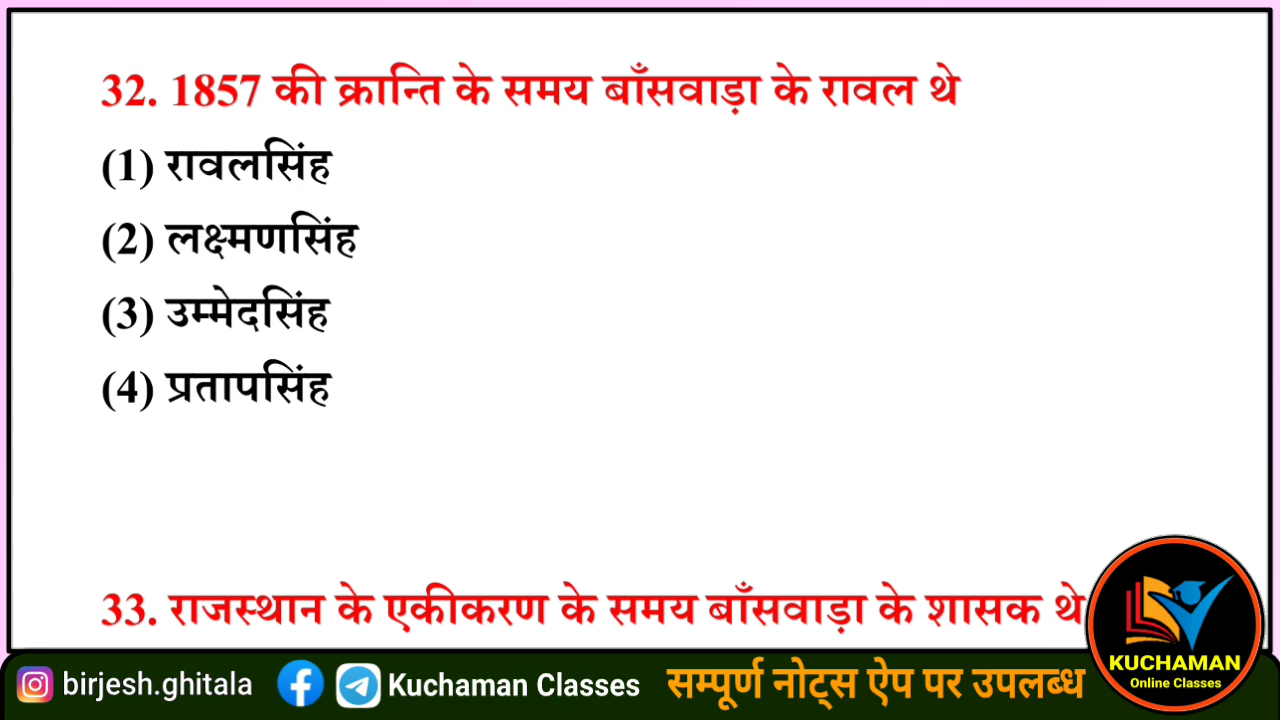 32. 1857 की क्रान्ति के समय बाँसवाड़ा के रावल थे
(1) रावलसिंह
(2) लक्ष्मणसिंह
(3) उम्मेदसिंह
(4) प्रतापसिंह
33. राजस्थान के एकीकरण के समय बाँसवाड़ा के शासक थे
KUCHAMAN
Online Classes
birjesh.ghitala
Kuchaman Classes
सम्पूर्ण नोट्स ऐप पर उपलब्ध